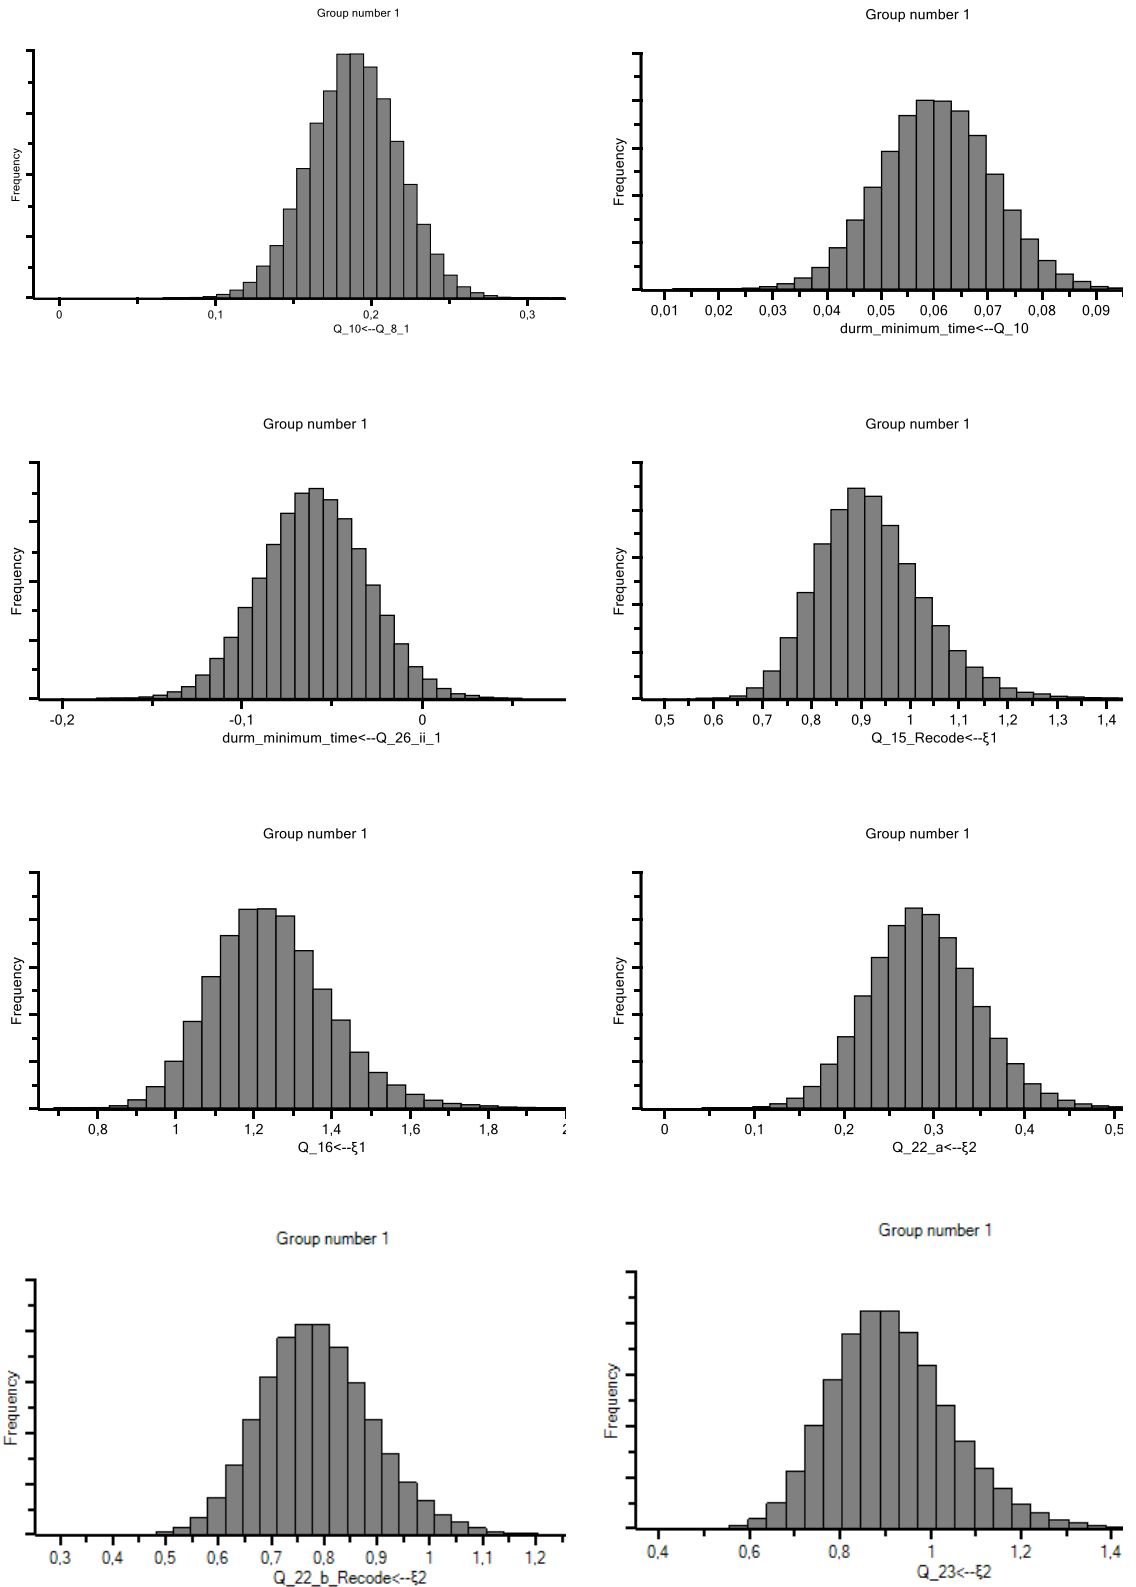 Group number 1
Frequency
0 0,1 0,2 0,3
Q_10<--Q_8_1
Group number 1
Frequency
0,01 0,02 0,03 0,04 0,05 0,06 0,07 0,08 0,09
durm_minimum_time<--Q_10
Group number 1
Frequency
-0,2 -0,1 0
durm_minimum_time<--Q_26_ii_1
Group number 1
Frequency
0,5 0,6 0,7 0,8 0,9 1 1,1 1,2 1,3 1,4
Q_15_Recode<--ξ1
Group number 1
Frequency
0,8 1 1,2 1,4 1,6 1,8
Q_16<--ξ1
Group number 1
Frequency
0 0,1 0,2 0,3 0,4 0,5
Q_22_a<--ξ2
Group number 1
Frequency
0,3 0,4 0,5 0,6 0,7 0,8 0,9 1 1,1 1,2
Q_22_b_Recode<--ξ2
Group number 1
Frequency
0,4 0,6 0,8 1 1,2 1,4
Q_23<--ξ2